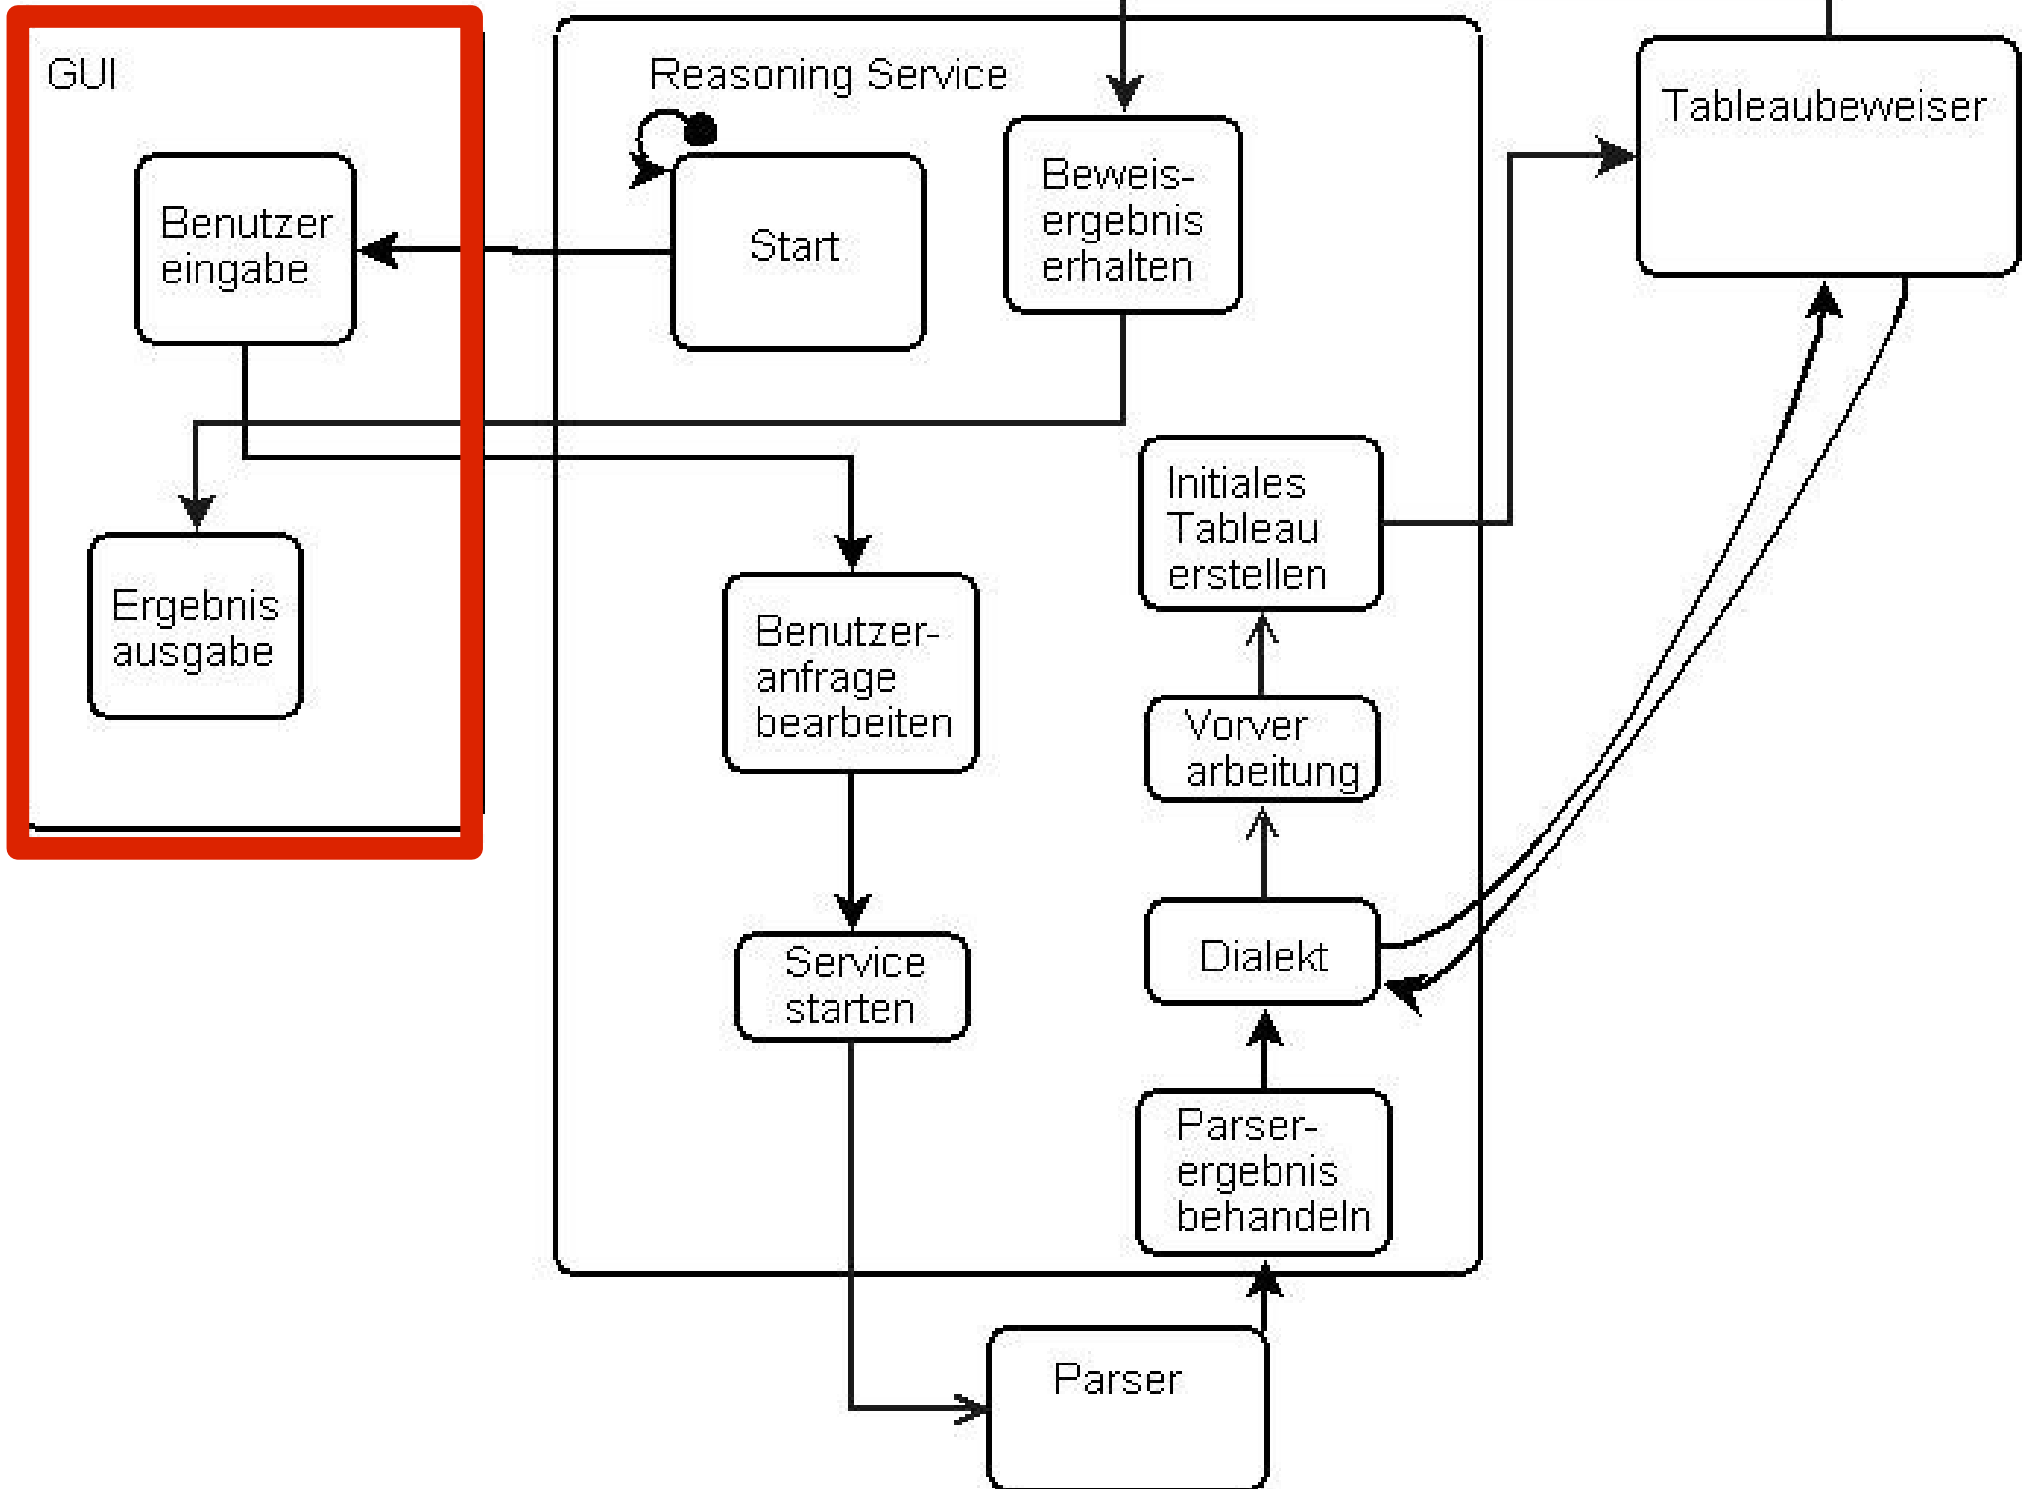 GUI
Benutzer
eingabe
Ergebnis
ausgabe
Reasoning Service
Start
Beweis-
ergebnis
erhalten
Benutzer-
anfrage
bearbeiten
Service
starten
Initiales
Tableau
erstellen
Vorver
arbeitung
Dialekt
Parser-
ergebnis
behandeln
Parser
Tableaubeweiser